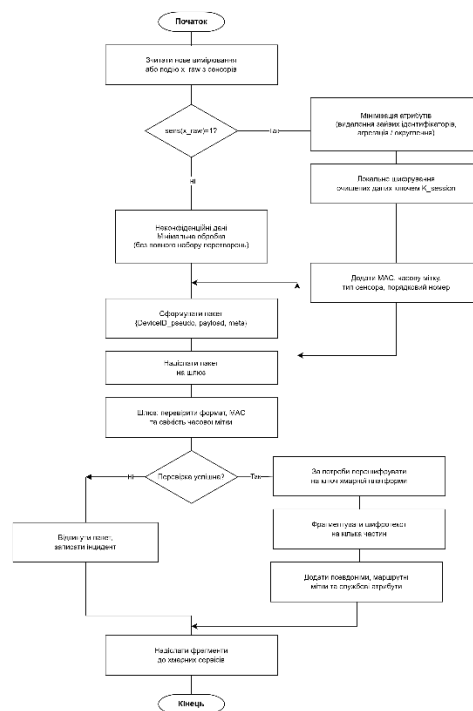 Початок
Зчитати нове вимірювання
або подію x_raw з сенсорів
sens(x_raw)=1?
Так
Мінімізація атрибутів
(видалення зайвих ідентифікаторів,
агрегація / округлення)
Локальне шифрування
очищених даних ключем K_session
Ні
Неконфіденційні дані
Мінімальна обробка
(без повного набору перетворень)
Додати MAC, часову мітку,
тип сенсора, порядковий номер
Сформувати пакет
{DeviceID_pseudo, payload, meta}
Надіслати пакет
на шлюз
Шлюз: перевірити формат, MAC
та свіжість часової мітки
Перевірка успішна?
Ні
Так
За потреби перешифрувати
на ключ хмарної платформи
Відкинути пакет,
записати інцидент
Фрагментувати шифротекст
на кілька частин
Додати псевдоніми, маршрутні
мітки та службові атрибути
Надіслати фрагменти
до хмарних сервісів
Кінець